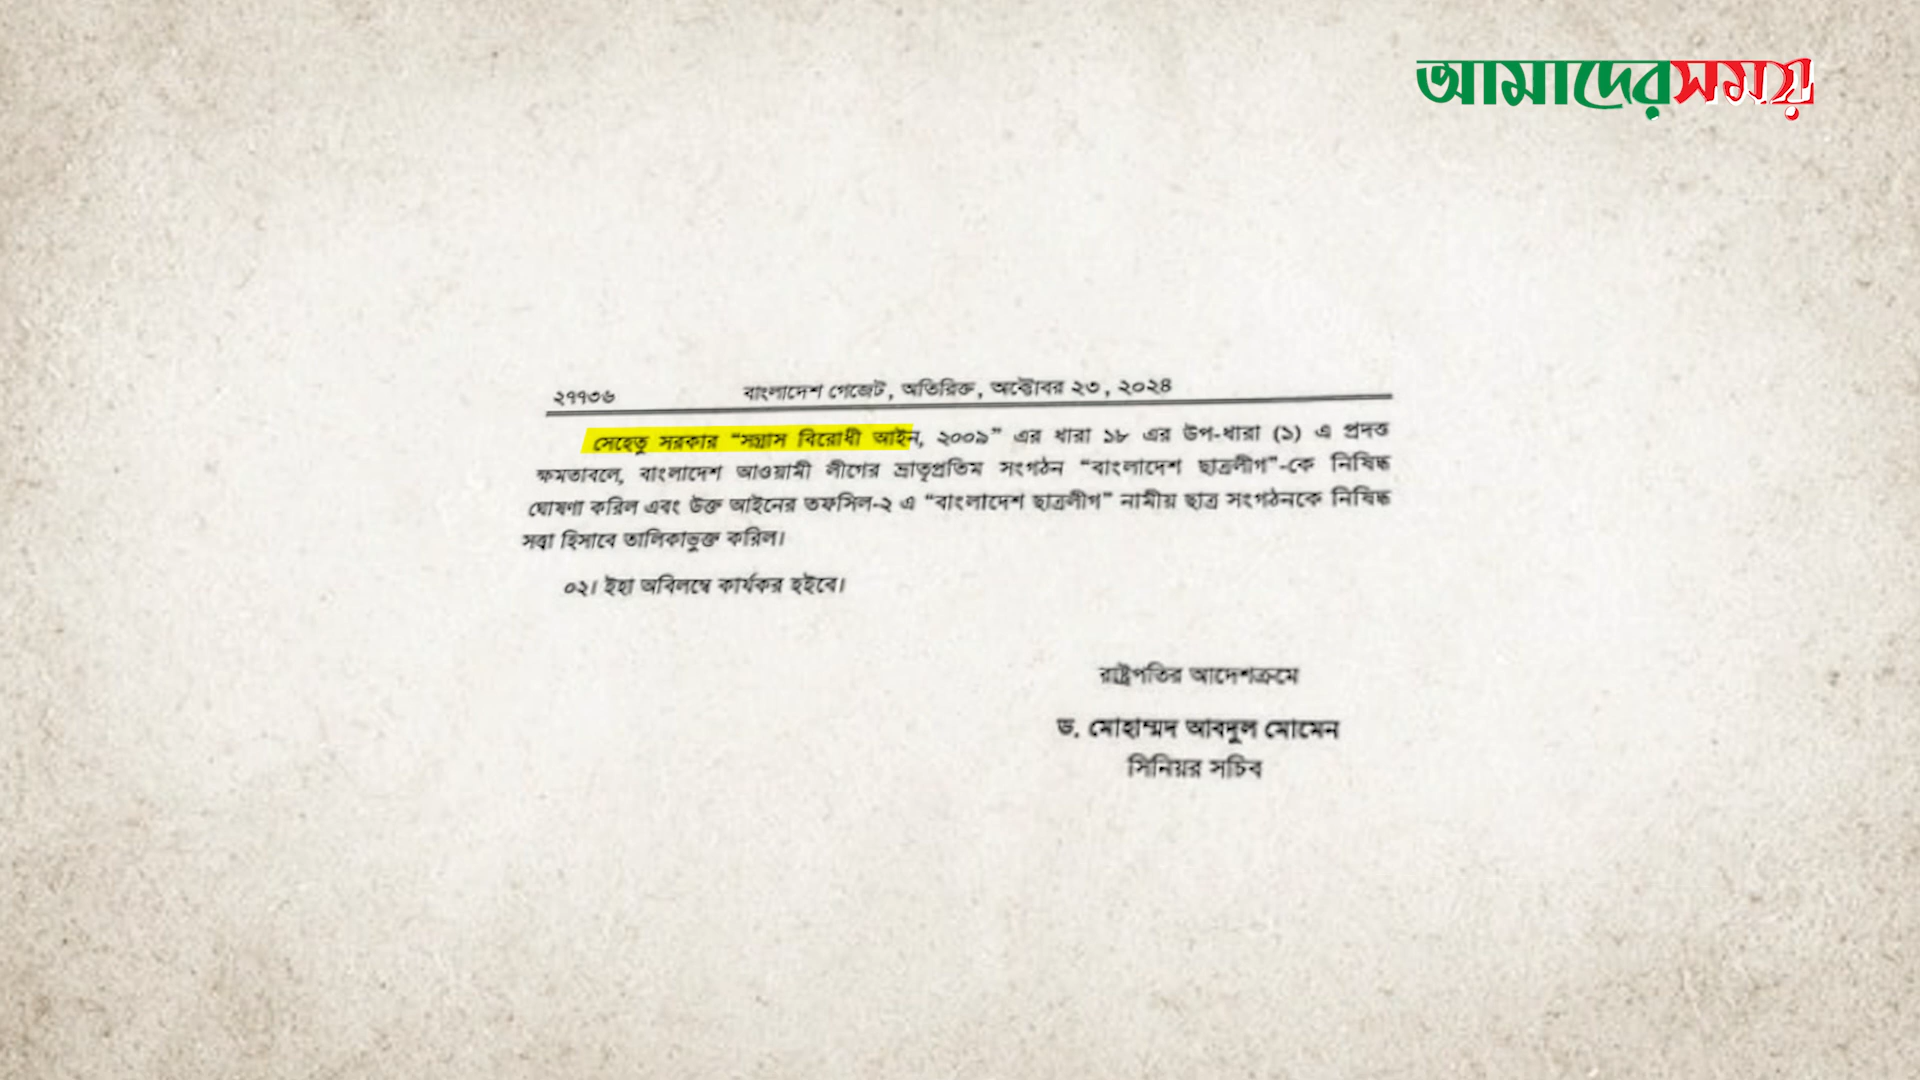 আমাদের সময়
২৭৭৩৬
বাংলাদেশ গেজেট, অতিরিক্ত, অক্টোবর ২৩, ২০২৪
সেহেতু সরকার “সন্ত্রাস বিরোধী আইন, ২০০৯” এর ধারা ১৮ এর উপ-ধারা (১) এ প্রদত্ত
ক্ষমতাবলে, বাংলাদেশ আওয়ামী লীগের ভ্রাতৃপ্রতিম সংগঠন “বাংলাদেশ ছাত্রলীগ”-কে নিষিদ্ধ
ঘোষণা করিল এবং উক্ত আইনের তফসিল-২ এ “বাংলাদেশ ছাত্রলীগ” নামীয় ছাত্র সংগঠনকে নিষিদ্ধ
সত্ত্বা হিসাবে তালিকাভুক্ত করিল।
০২। ইহা অবিলম্বে কার্যকর হইবে।
রাষ্ট্রপতির আদেশক্রমে
ড. মোহাম্মদ আবদুল মোমেন
সিনিয়র সচিব